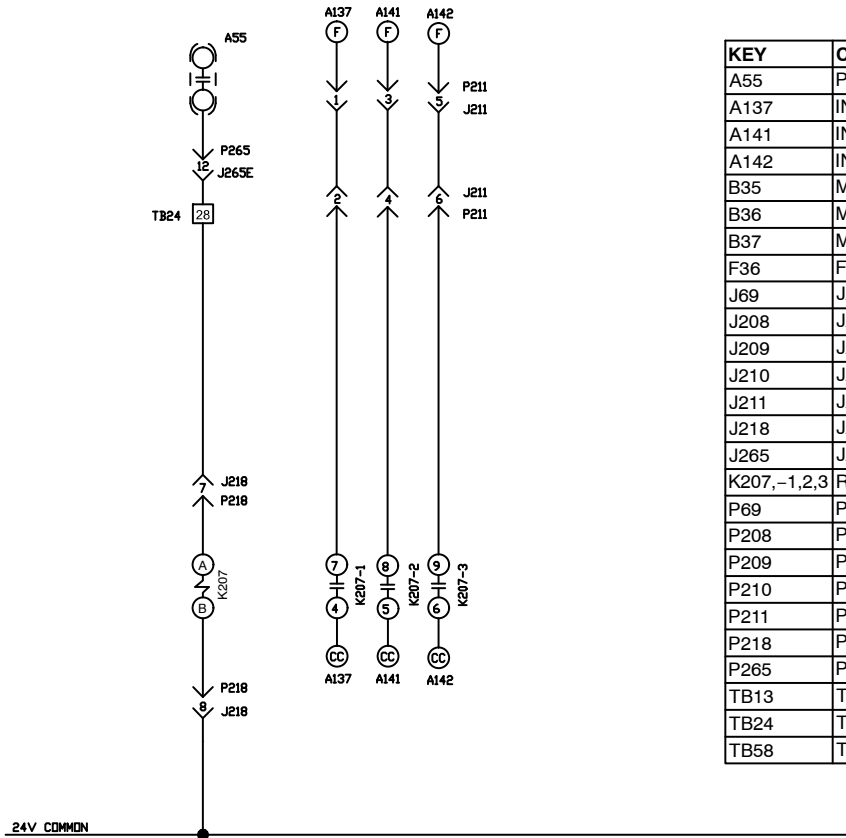 A137 A141 A142
F F F
A55
P211
1 3 5
J211
P265
12
J265E
J211
2 4 6
TB24 28
P211
7 J218
P218
A
K207
B
7 8 9
K207-1 K207-2 K207-3
4 5 6
CC CC CC
A137 A141 A142
P218
8 J218
24V COMMON
KEY
A55 P
A137
A141
A142
B35 M
B36 M
B37 M
F36 F
J69 J
J208 J
J209 J
J210 J
J211 J
J218 J
J265 J
K207,−1,2,3 R
P69 P
P208 P
P209 P
P210 P
P211 P
P218 P
P265 P
TB13 T
TB24 T
TB58 T